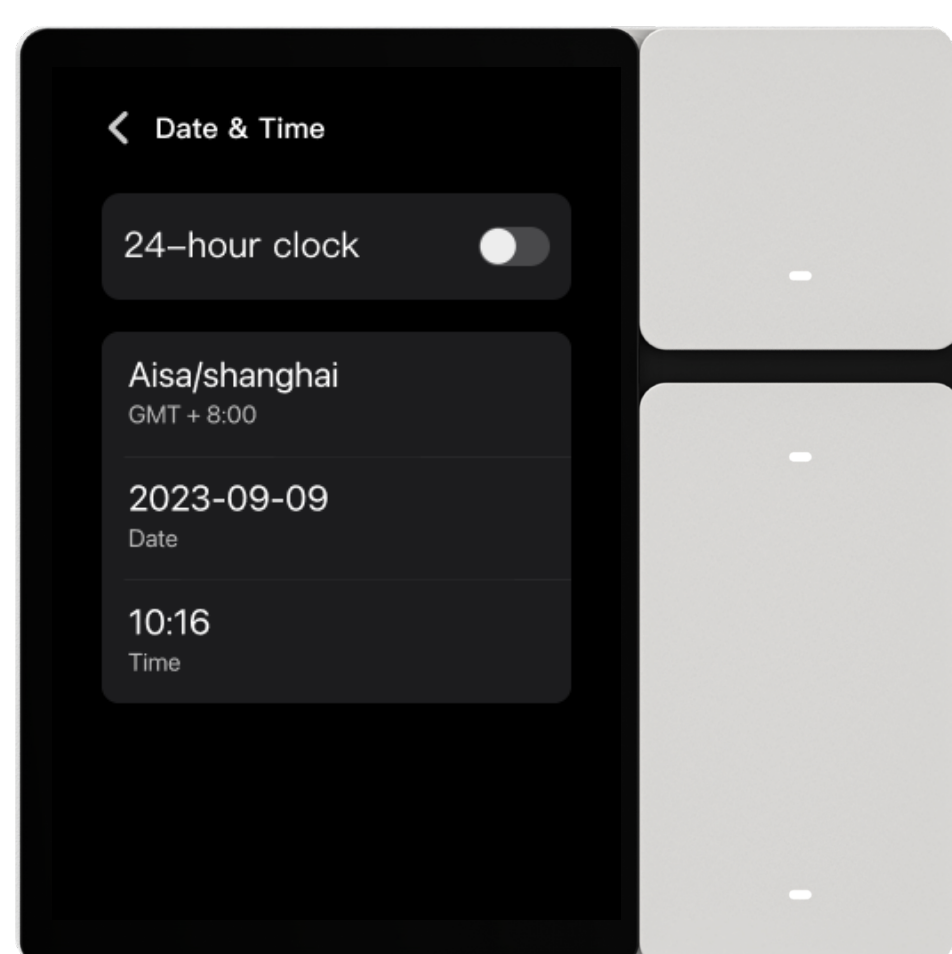 Date & Time
24-hour clock
Aisa/shanghai
GMT + 8:00
2023-09-09
Date
10:16
Time